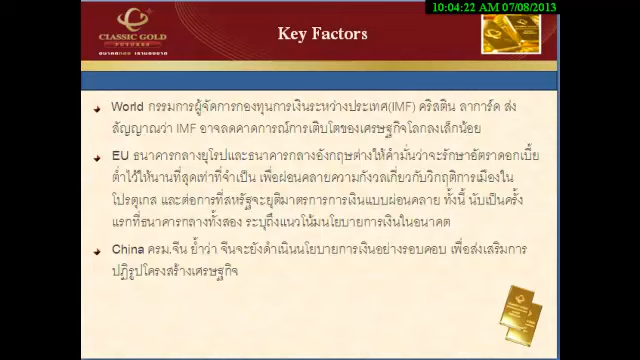 10:04:22 AM 07/08/2013
CLASSIC GOLD
FUTURES
Key Factors
World กรรมการผู้จัดการกองทุนการเงินระหว่างประเทศ(IMF) คริสติน ลาการ์ด ส่ง
สัญญาณว่า IMF อาจลดคาดการณ์การเติบโตของเศรษฐกิจโลกลงเล็กน้อย
EU ธนาคารกลางยุโรปและธนาคารกลางอังกฤษต่างให้คำมั่นว่าจะรักษาอัตราดอกเบี้ย
ต่ำไว้ให้นานที่สุดเท่าที่จำเป็น เพื่อผ่อนคลายความกังวลเกี่ยวกับวิกฤติการเมืองใน
โปรตุเกส และต่อการที่สหรัฐจะยุติมาตรการการเงินแบบผ่อนคลาย ทั้งนี้ นับเป็นครั้ง
แรกที่ธนาคารกลางทั้งสอง ระบุถึงแนวโน้มนโยบายการเงินในอนาคต
China ครม.จีน ย้ำว่า จีนจะยังดำเนินนโยบายการเงินอย่างรอบคอบ เพื่อส่งเสริมการ
ปฏิรูปโครงสร้างเศรษฐกิจ